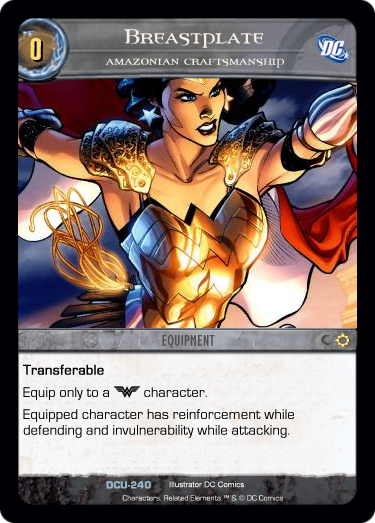 0
BREASTPLATE
AMAZONIAN CRAFTSMANSHIP
DC
EQUIPMENT
Transferable
Equip only to a character.
Equipped character has reinforcement while
defending and invulnerability while attacking.
DCU-240 Illustrator DC Comics
Characters, Related Elements ™ & © DC Comics